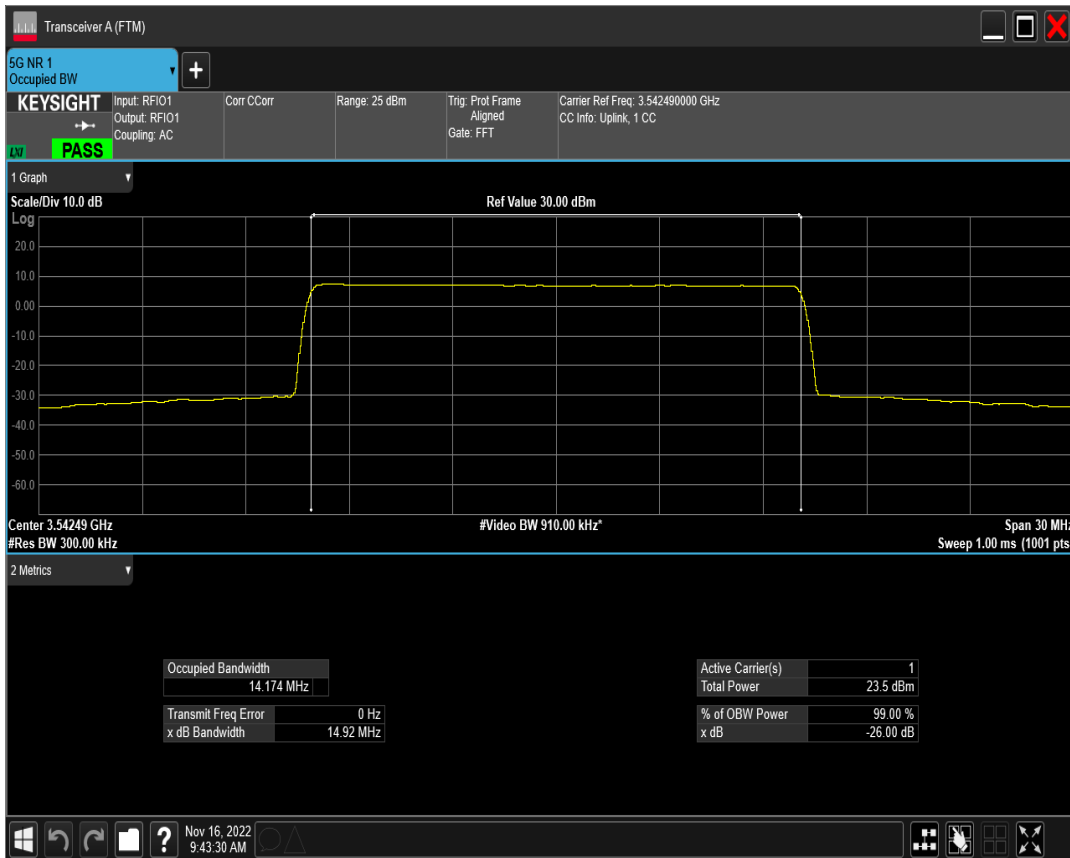 Transceiver A (FTM)
5G NR 1
Occupied BW
+
KEYSIGHT
LXI
PASS
Input: RFIO1
Output: RFIO1
Coupling: AC
Corr CCorr
Range: 25 dBm
Trig: Prot Frame
Aligned
Gate: FFT
Carrier Ref Freq: 3.542490000 GHz
CC Info: Uplink, 1 CC
1 Graph
Scale/Div 10.0 dB
Ref Value 30.00 dBm
Log
20.0
10.0
0.00
-10.0
-20.0
-30.0
-40.0
-50.0
-60.0
Center 3.54249 GHz
#Video BW 910.00 kHz*
Span 30 MHz
#Res BW 300.00 kHz
Sweep 1.00 ms (1001 pts
2 Metrics
Occupied Bandwidth
14.174 MHz
Transmit Freq Error 0 Hz
x dB Bandwidth 14.92 MHz
Active Carrier(s) 1
Total Power 23.5 dBm
% of OBW Power 99.00 %
x dB -26.00 dB
?
Nov 16, 2022
9:43:30 AM